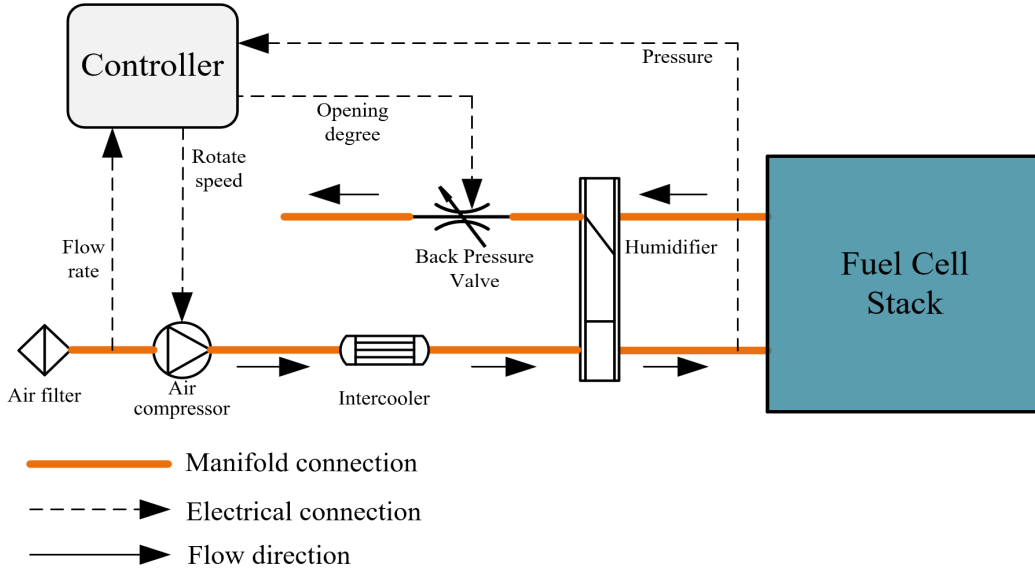 Controller
Pressure
Opening
degree
Rotate
speed
Flow
rate
Back Pressure
Valve
Humidifier
Fuel Cell
Stack
Air filter
Air
compressor
Intercooler
Manifold connection
Electrical connection
Flow direction